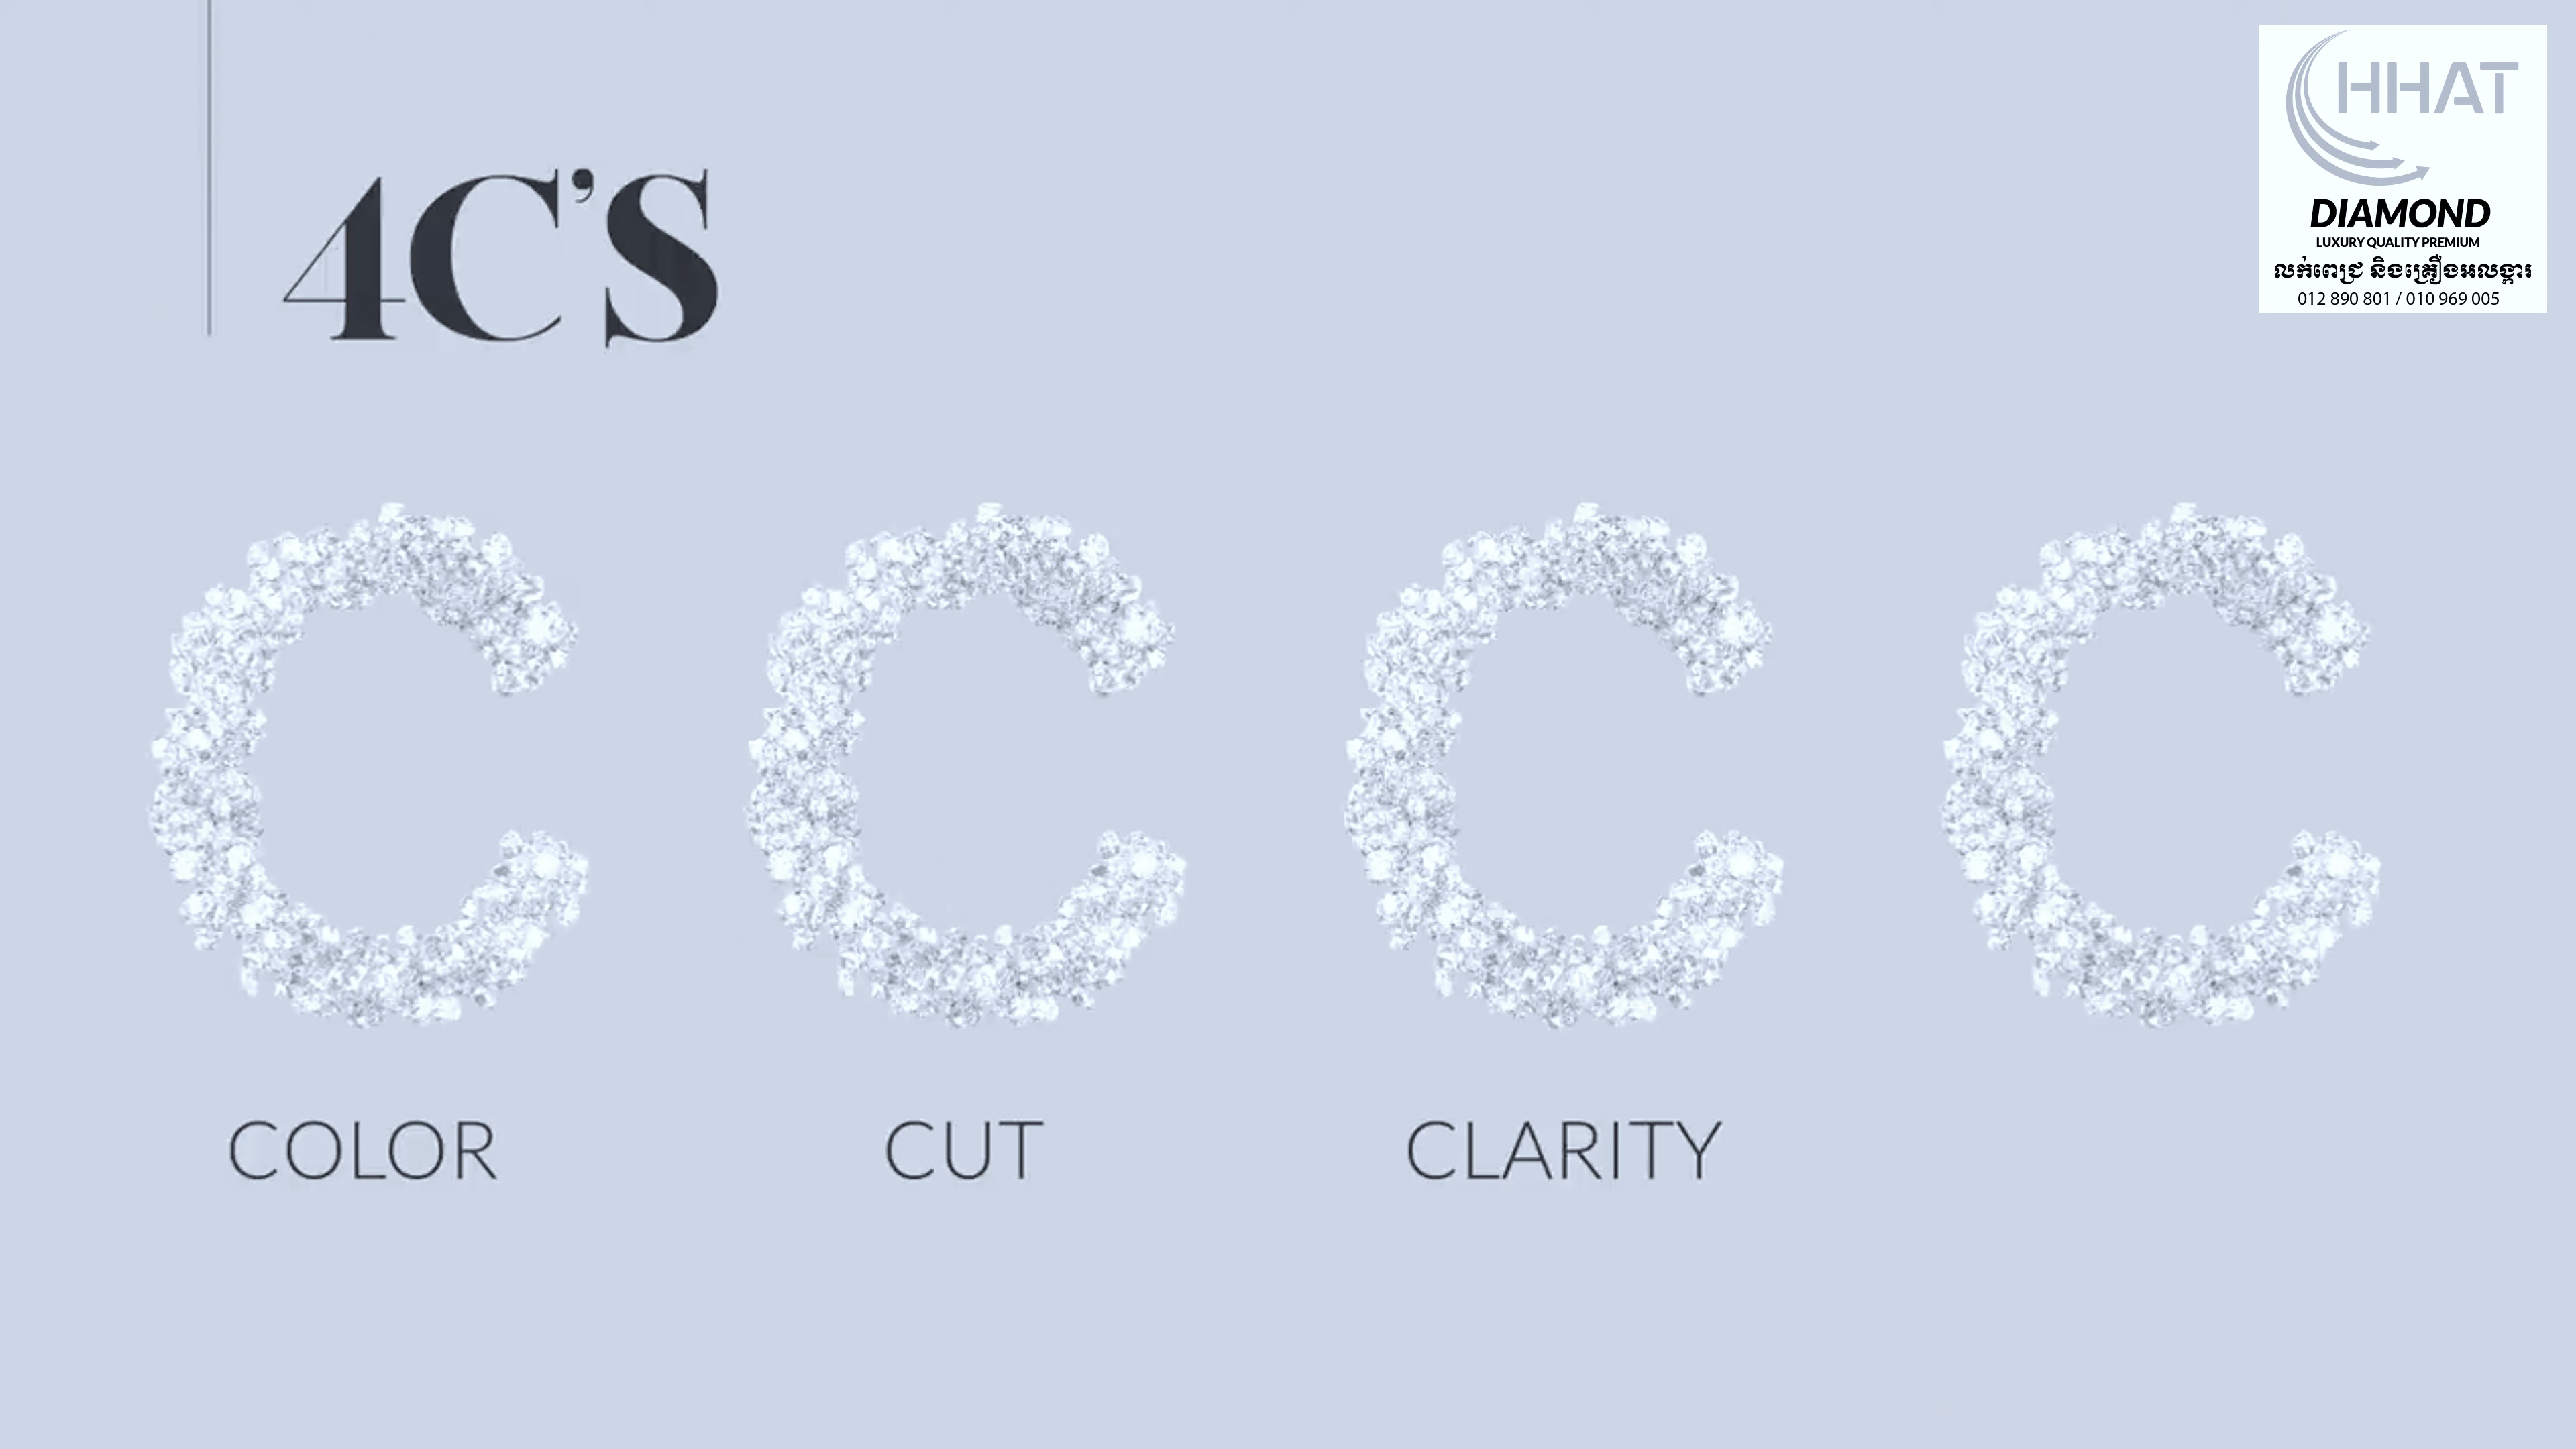 4C’S
HHAT
DIAMOND
LUXURY QUALITY PREMIUM
លក់ពេជ្រ និងគ្រឿងអលង្ការ
012 890 801 / 010 969 005
C C C C
COLOR
CUT
CLARITY